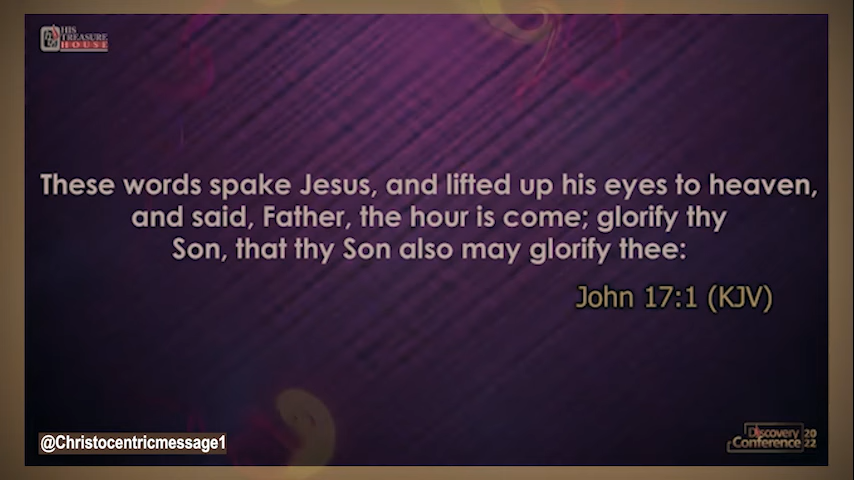 HIS
TREASURE
HOUSE
These words spake Jesus, and lifted up his eyes to heaven,
and said, Father, the hour is come; glorify thy
Son, that thy Son also may glorify thee:
John 17:1 (KJV)
@Christocentricmessage1
Discovery
Conference
20
22